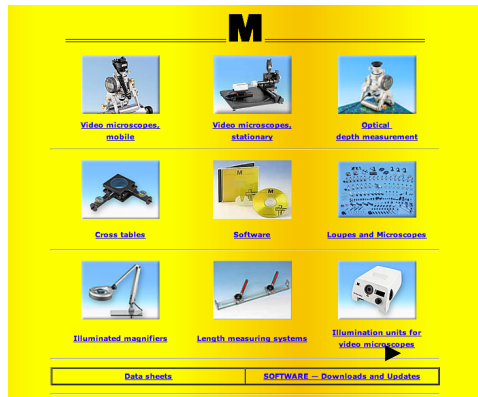 M
Video microscopes,
mobile
Video microscopes,
stationary
Optical
depth measurement
Cross tables
Software
Loupes and Microscopes
Illuminated magnifiers
Length measuring systems
Illumination units for
video microscopes
Data sheets
SOFTWARE — Downloads and Updates